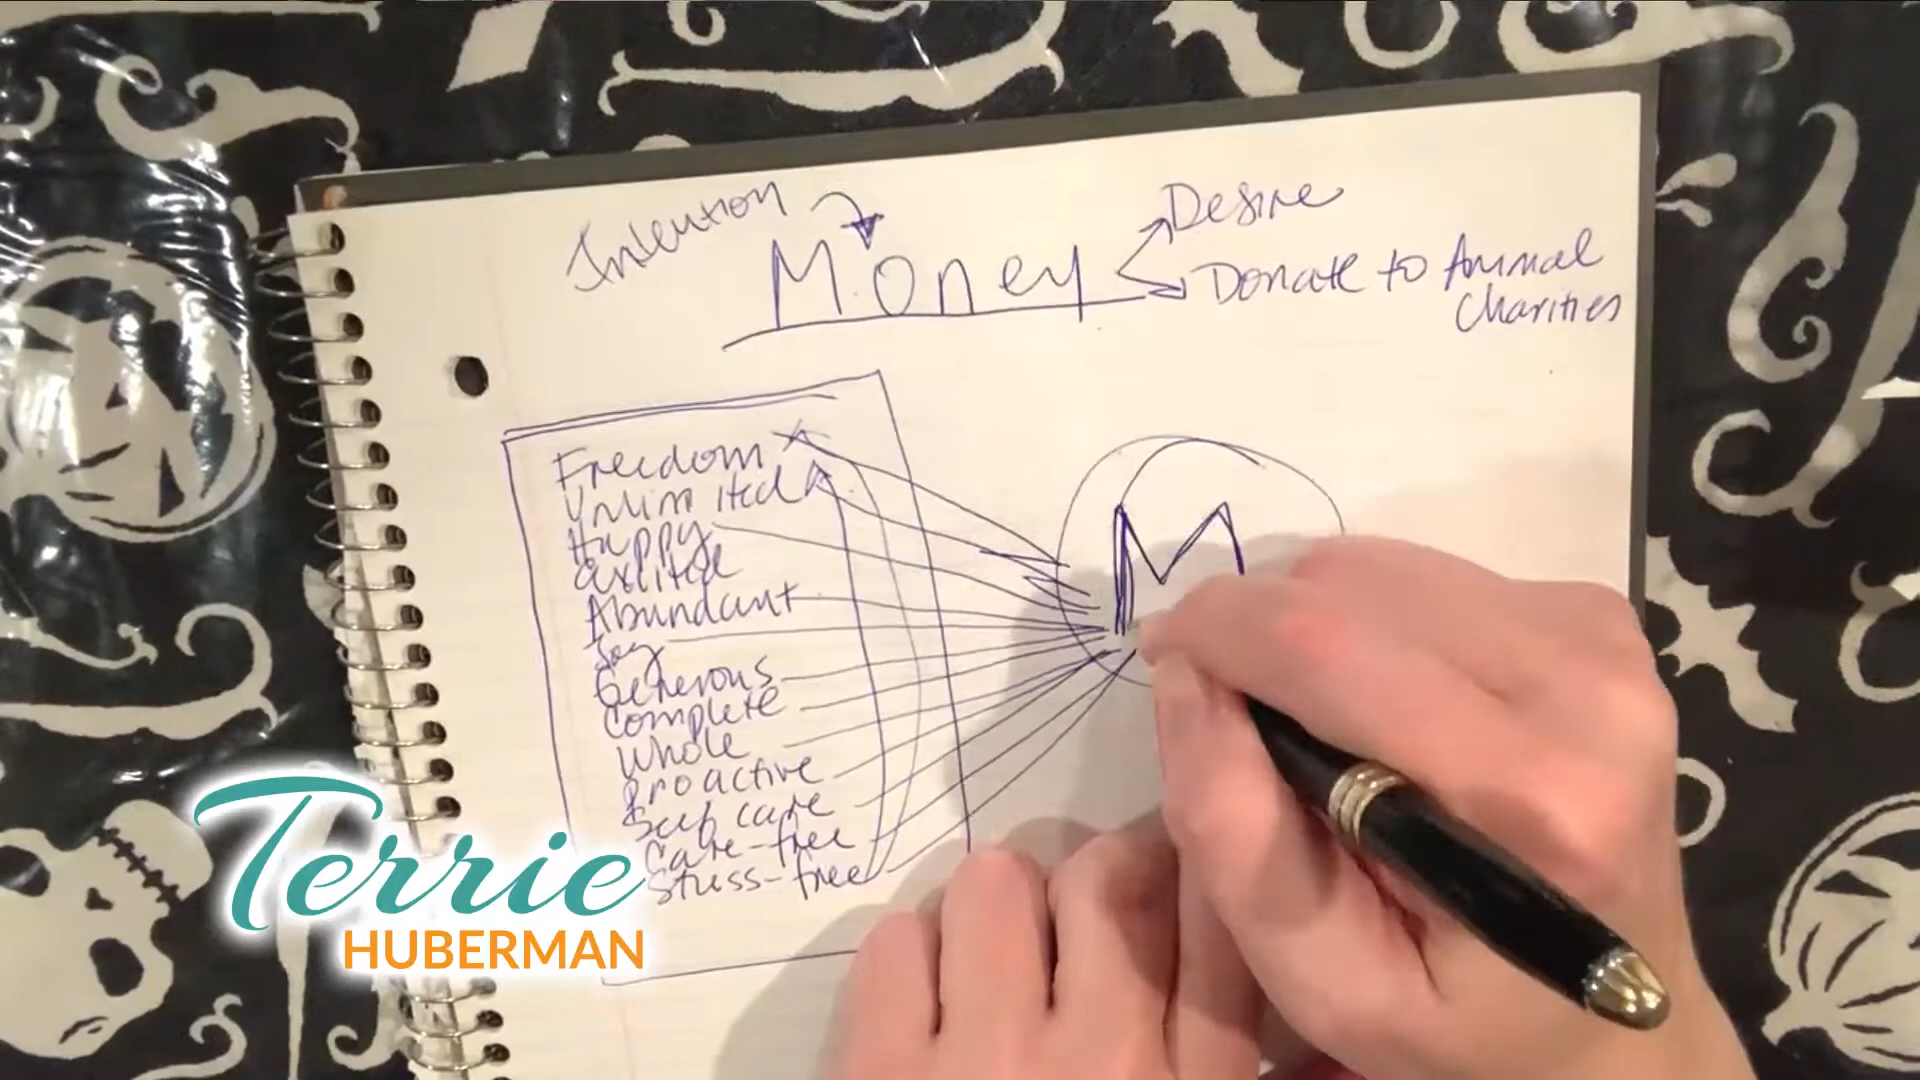 Intention
Money
Desire
Donate to Animal
Charities
Freedom
Unlimited
Happy
Exited
Abundant
Joy
Generous
Complete
Whole
Proactive
Self care
Care-free
Stress-free
M
Terrie
HUBERMAN